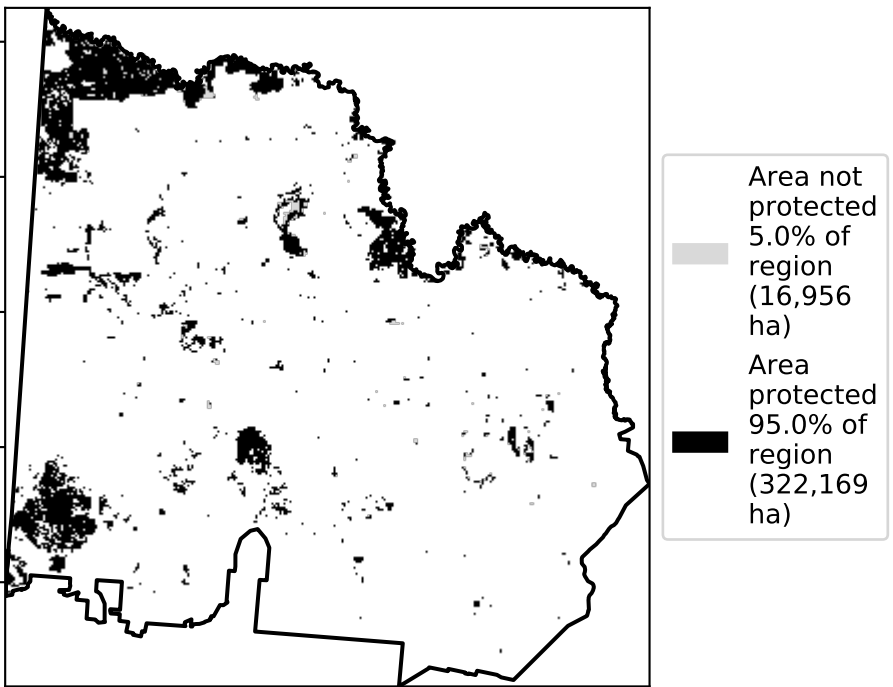 Area not
protected
5.0% of
region
(16,956
ha)
Area
protected
95.0% of
region
(322,169
ha)